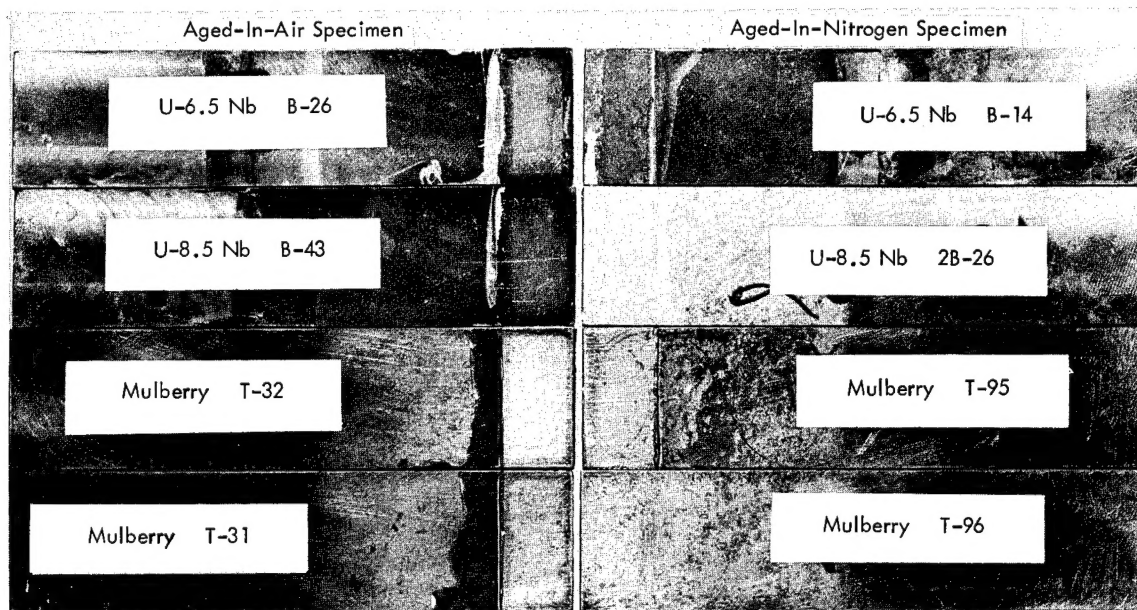 Aged-In-Air Specimen
Aged-In-Nitrogen Specimen
U-6.5 Nb B-26
U-6.5 Nb B-14
U-8.5 Nb B-43
U-8.5 Nb 2B-26
Mulberry T-32
Mulberry T-95
Mulberry T-31
Mulberry T-96